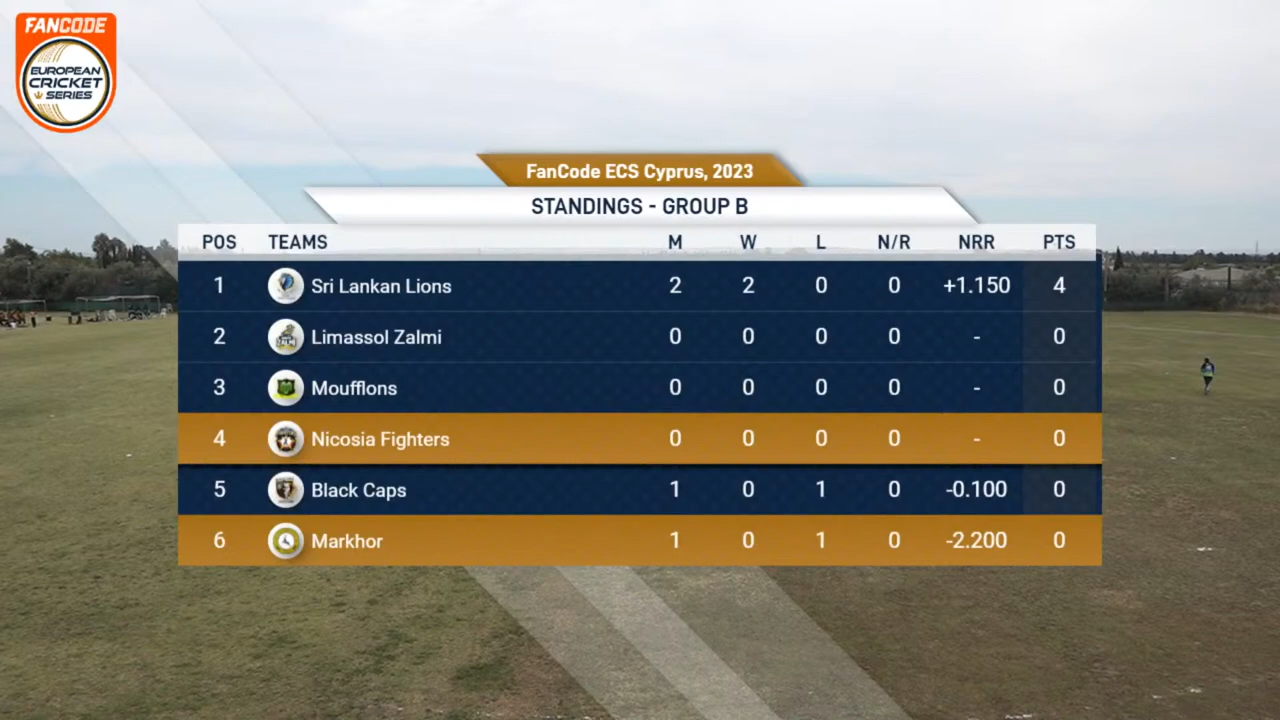 FANCODE
EUROPEAN
CRICKET
SERIES
FanCode ECS Cyprus, 2023
STANDINGS - GROUP B
POS TEAMS M W L N/R NRR PTS
1 Sri Lankan Lions 2 2 0 0 +1.150 4
2 Limassol Zalmi 0 0 0 0 - 0
3 Moufflons 0 0 0 0 - 0
4 Nicosia Fighters 0 0 0 0 - 0
5 Black Caps 1 0 1 0 -0.100 0
6 Markhor 1 0 1 0 -2.200 0